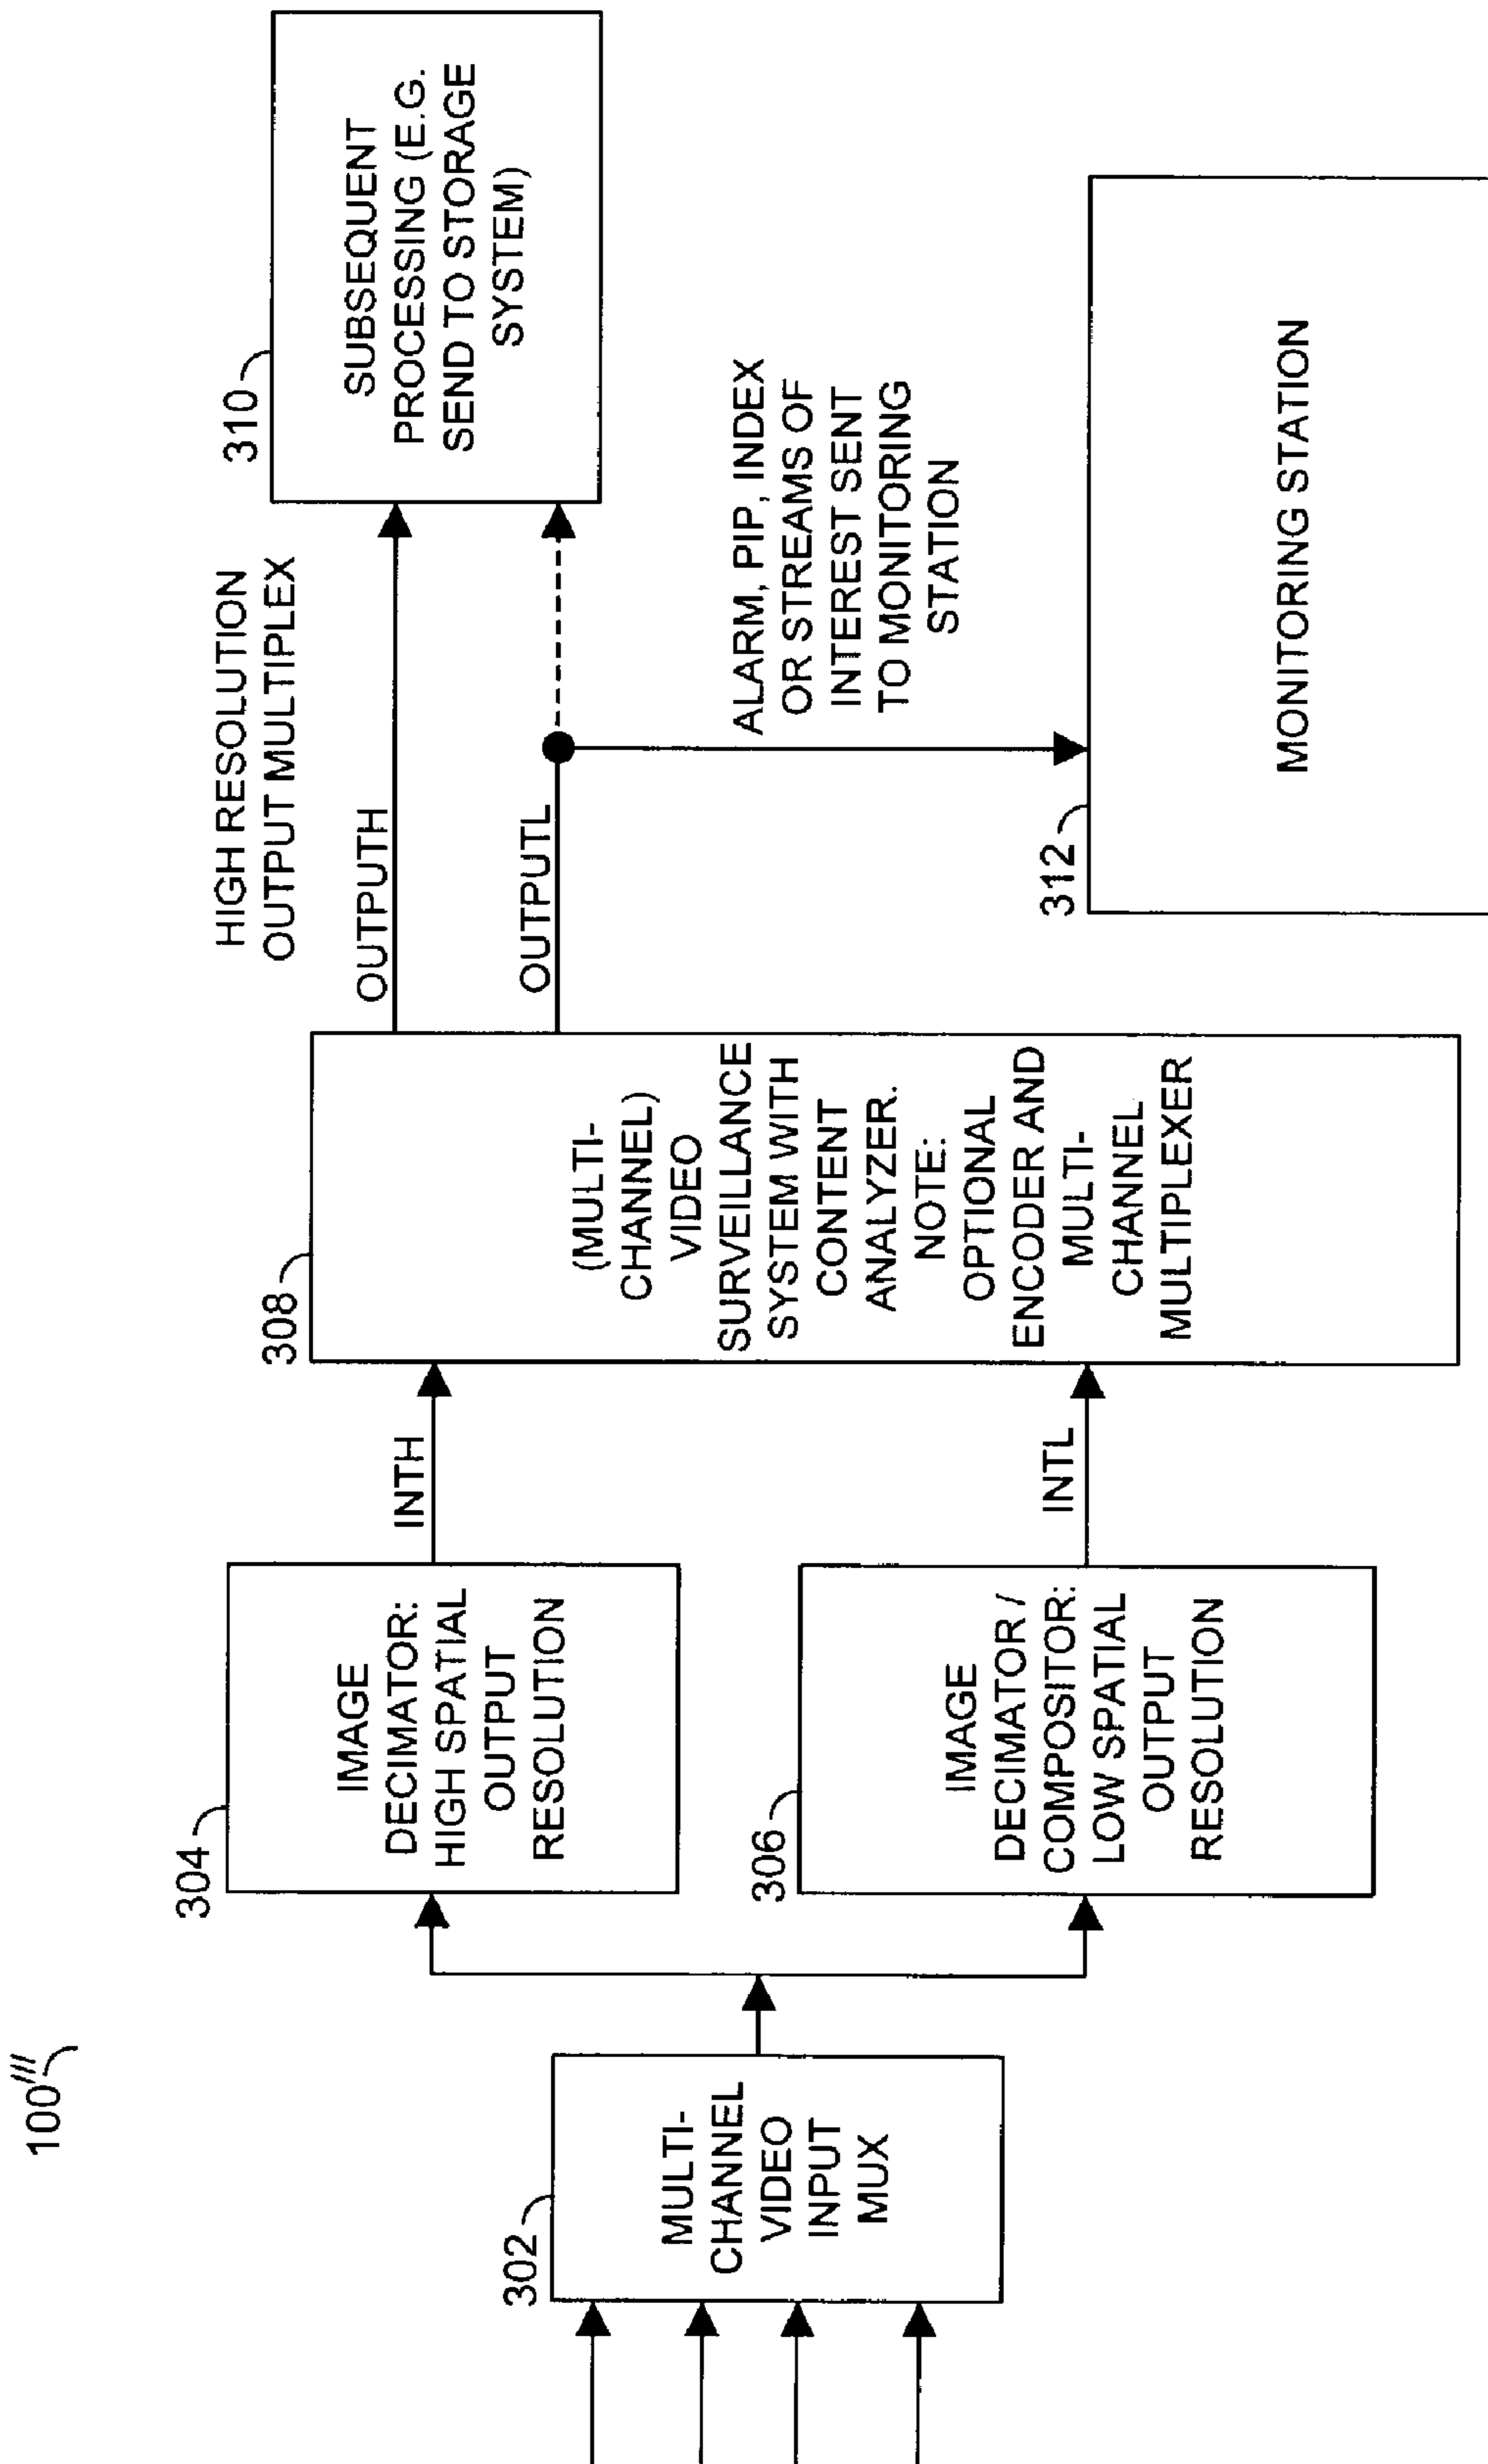 100'''
302
MULTI-
CHANNEL
VIDEO
INPUT
MUX
304
IMAGE
DECIMATOR:
HIGH SPATIAL
OUTPUT
RESOLUTION
306
IMAGE
DECIMATOR /
COMPOSITOR:
LOW SPATIAL
OUTPUT
RESOLUTION
INTH
INTL
308
(MULTI-
CHANNEL)
VIDEO
SURVEILLANCE
SYSTEM WITH
CONTENT
ANALYZER.
NOTE:
OPTIONAL
ENCODER AND
MULTI-
CHANNEL
MULTIPLEXER
HIGH RESOLUTION
OUTPUT MULTIPLEX
OUTPUTH
OUTPUTL
310
SUBSEQUENT
PROCESSING (E.G.
SEND TO STORAGE
SYSTEM)
ALARM, PIP, INDEX
OR STREAMS OF
INTEREST SENT
TO MONITORING
STATION
312
MONITORING STATION